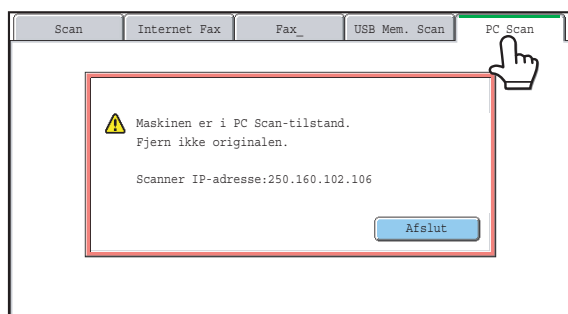 Scan Internet Fax Fax_ USB Mem. Scan PC Scan
Maskinen er i PC Scan-tilstand.
Fjern ikke originalen.
Scanner IP-adresse:250.160.102.106
Afslut